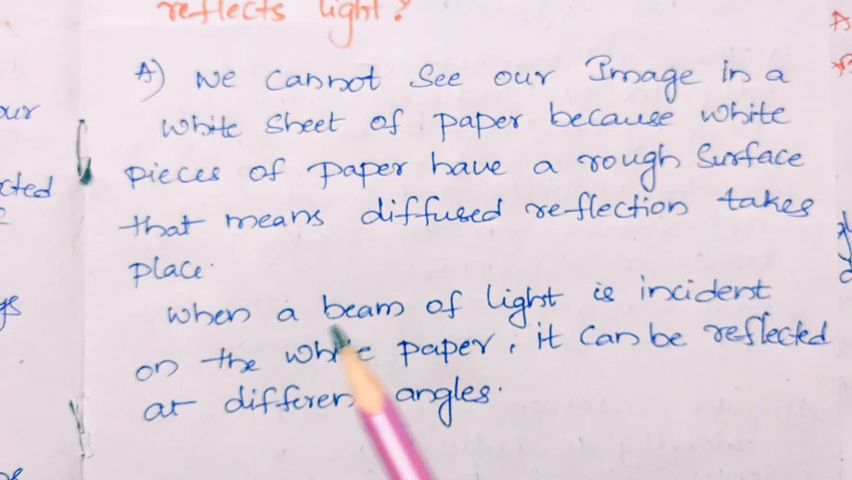 reflects light?
A) We cannot see our Image in a
white sheet of paper because white
pieces of paper have a rough surface
that means diffused reflection takes
place.
when a beam of light is incident
on the white paper, it can be reflected
at different angles.